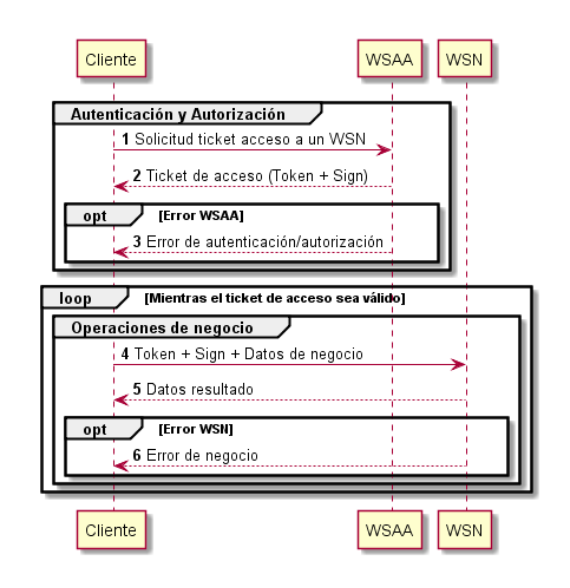 Cliente WSAA WSN
Autenticación y Autorización
1 Solicitud ticket acceso a un WSN
2 Ticket de acceso (Token + Sign)
opt [Error WSAA]
3 Error de autenticación/autorización
loop [Mientras el ticket de acceso sea válido]
Operaciones de negocio
4 Token + Sign + Datos de negocio
5 Datos resultado
opt [Error WSN]
6 Error de negocio
Cliente WSAA WSN